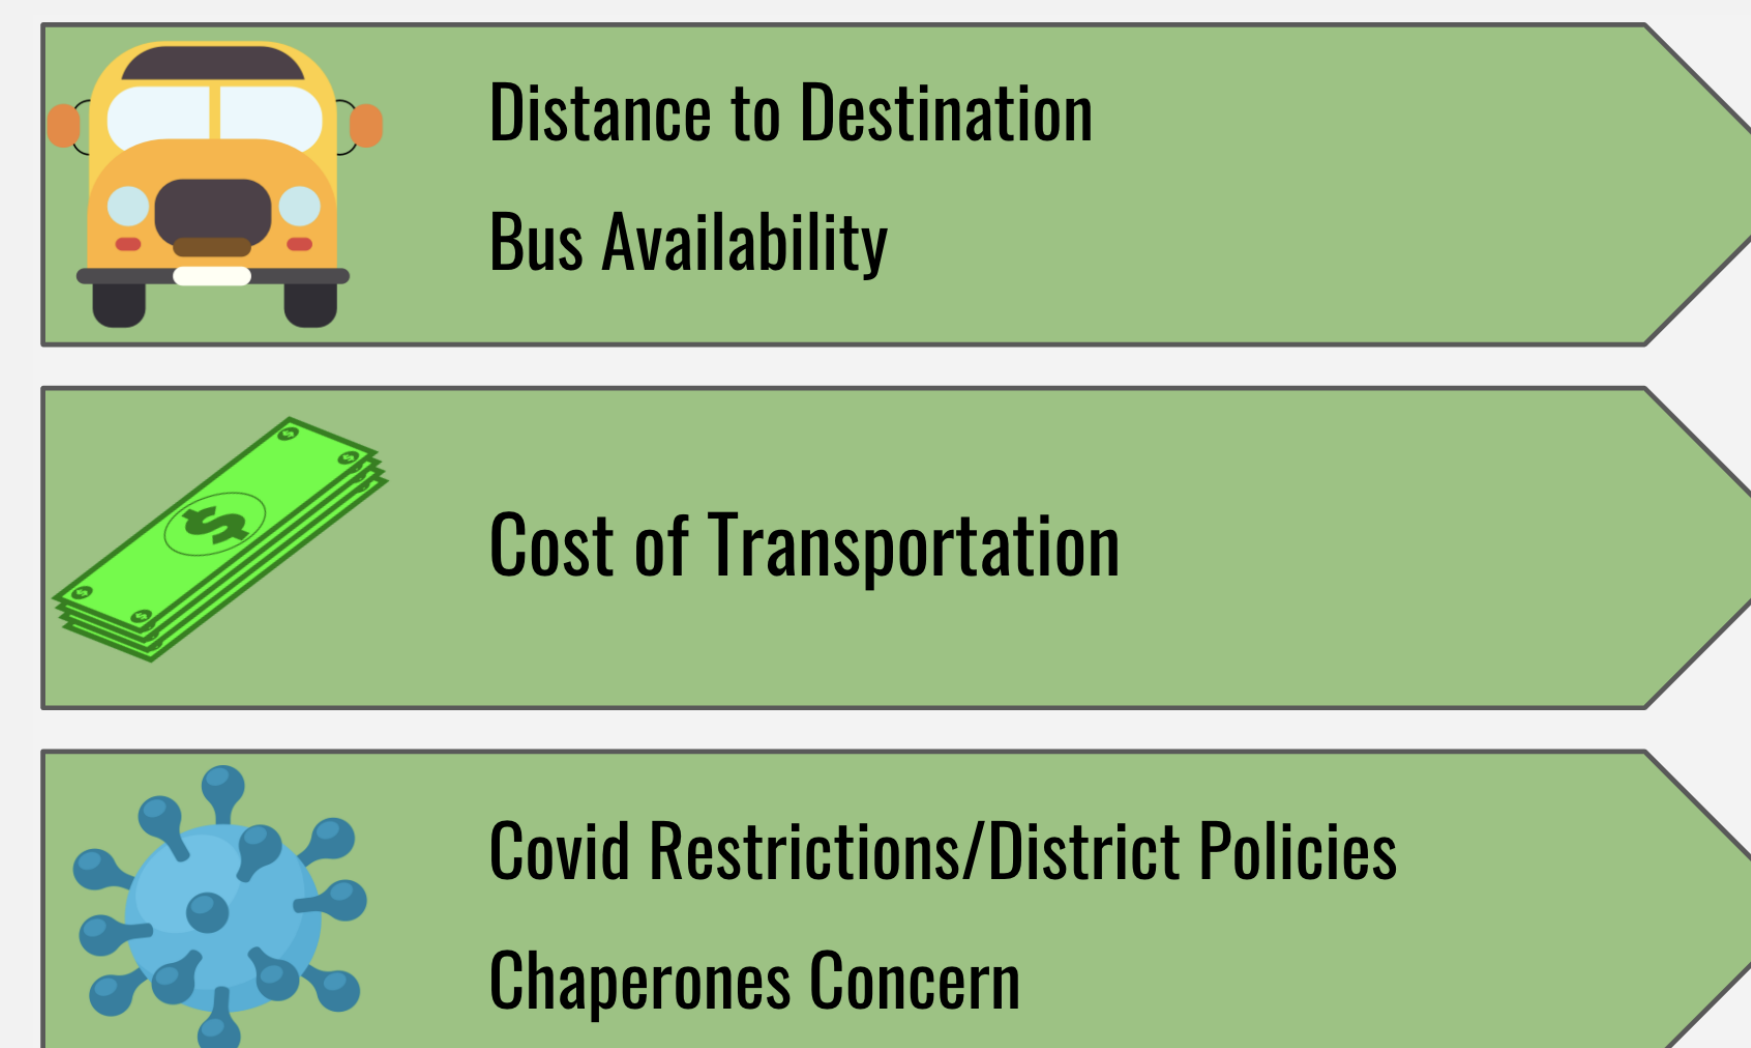 Distance to Destination
Bus Availability
$
Cost of Transportation
Covid Restrictions/District Policies
Chaperones Concern